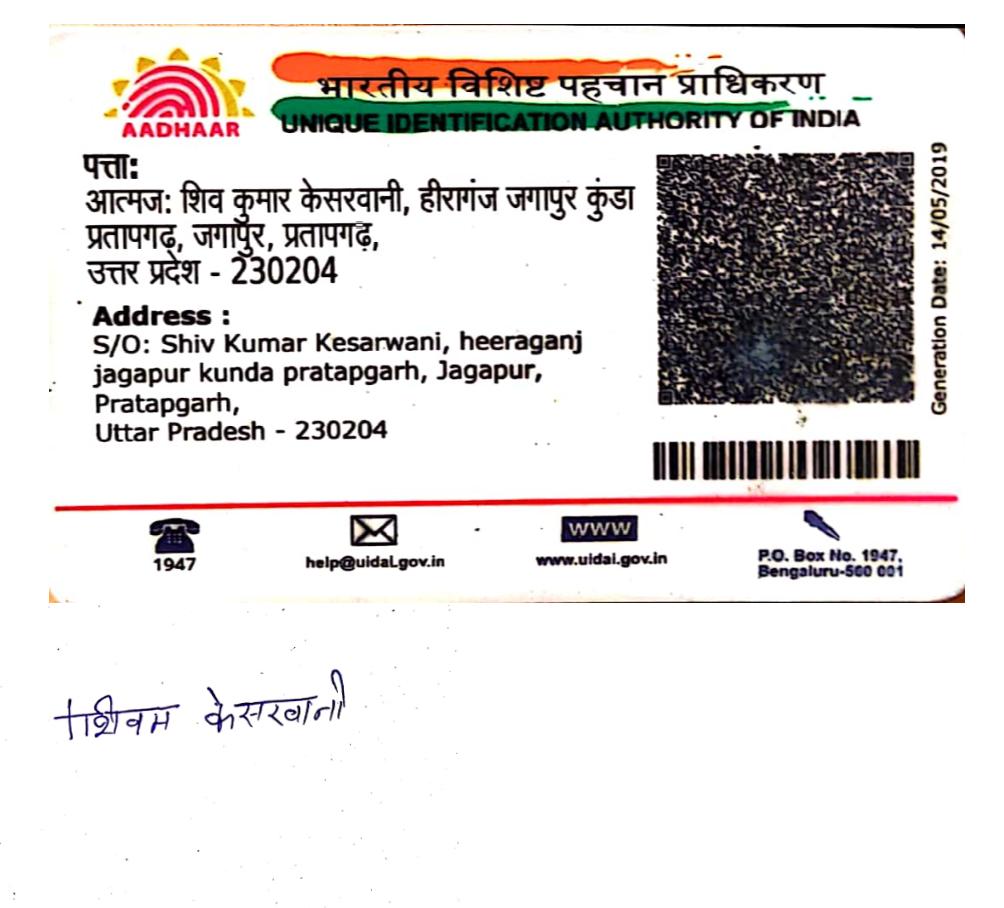 भारतीय विशिष्ट पहचान प्राधिकरण
AADHAAR
UNIQUE IDENTIFICATION AUTHORITY OF INDIA
पत्ता:
आत्मज: शिव कुमार केसरवानी, हीरागंज जगापुर कुंडा
प्रतापगढ़, जगापुर, प्रतापगढ़,
उत्तर प्रदेश - 230204
Address :
S/O: Shiv Kumar Kesarwani, heeraganj
jagapur kunda pratapgarh, Jagapur,
Pratapgarh,
Uttar Pradesh - 230204
Generation Date: 14/05/2019
1947
help@uidai.gov.in
www
www.uidai.gov.in
P.O. Box No. 1947,
Bengaluru-560 001
शिवम केसरवानी